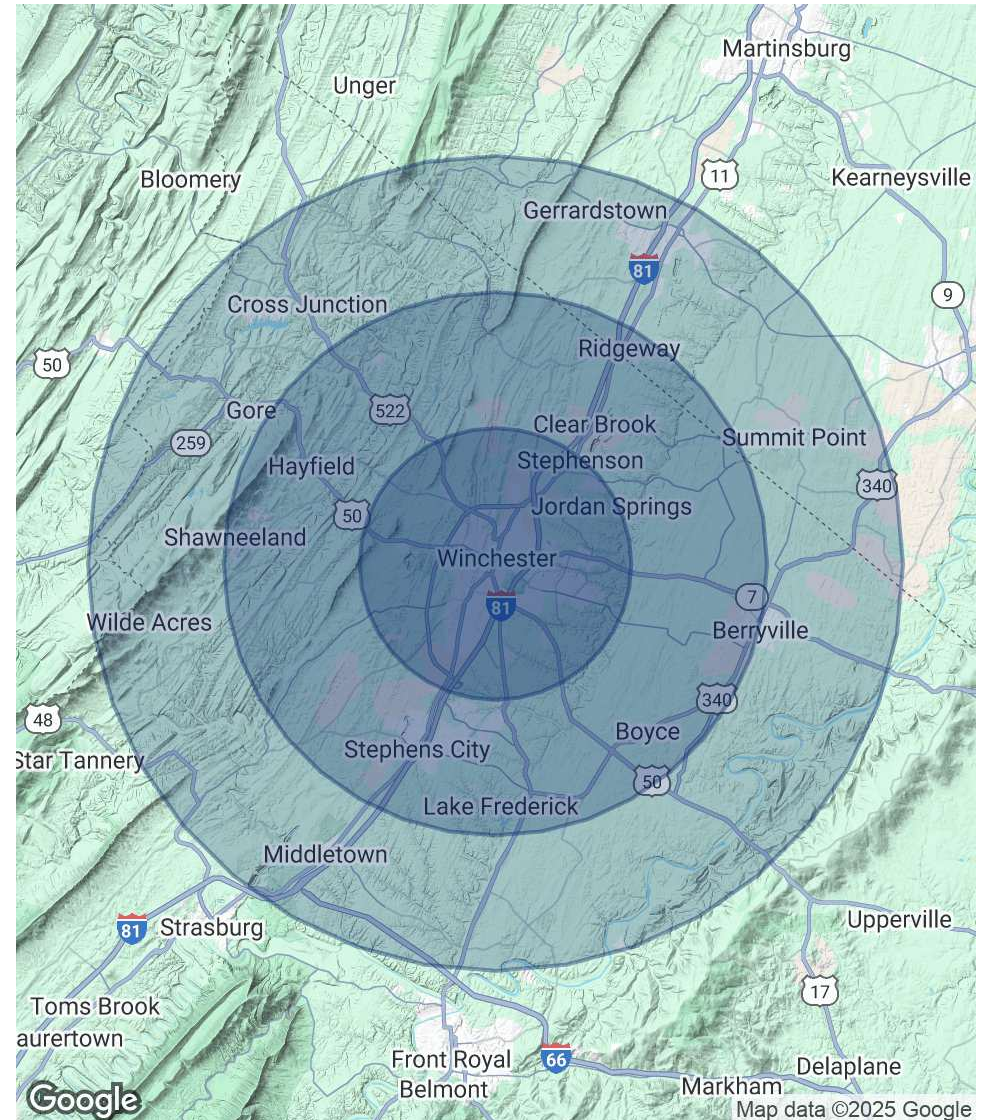 Martinsburg
Unger
11
Bloomery
Kearneysville
Gerrardstown
81
9
Cross Junction
Ridgeway
50
522
Gore
Clear Brook
Summit Point
259
Stephenson
Hayfield
340
Jordan Springs
50
Shawneeland
Winchester
7
81
Wilde Acres
Berryville
340
48
Boyce
Stephens City
Star Tannery
50
Lake Frederick
Middletown
Upperville
81
Strasburg
17
Toms Brook
aurertown
Front Royal
66
Delaplane
Belmont
Markham
Google
Map data ©2025 Google